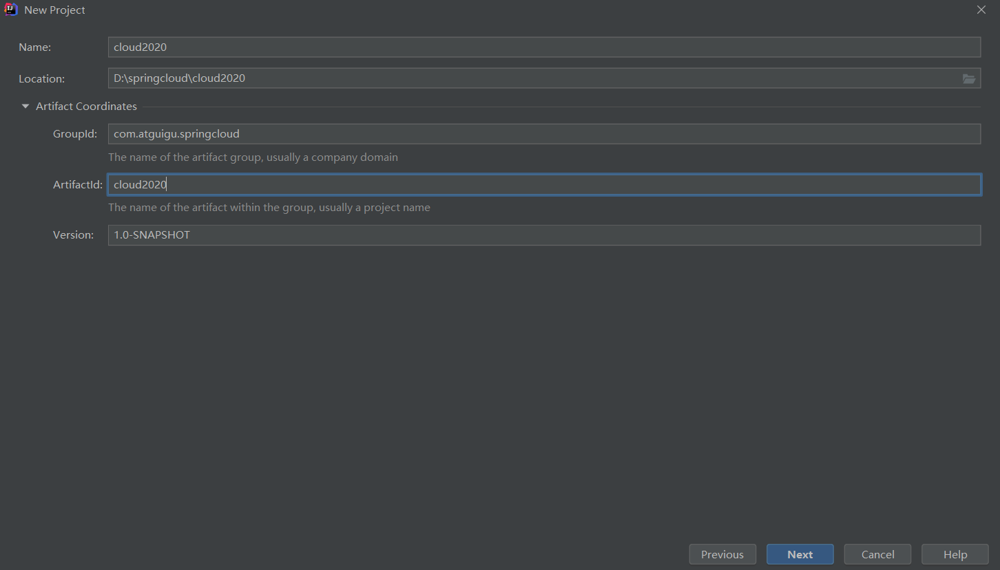 New Project
Name: cloud2020
Location: D:\springcloud\cloud2020
Artifact Coordinates
GroupId: com.atguigu.springcloud
The name of the artifact group, usually a company domain
ArtifactId: cloud2020
The name of the artifact within the group, usually a project name
Version: 1.0-SNAPSHOT
Previous Next Cancel Help